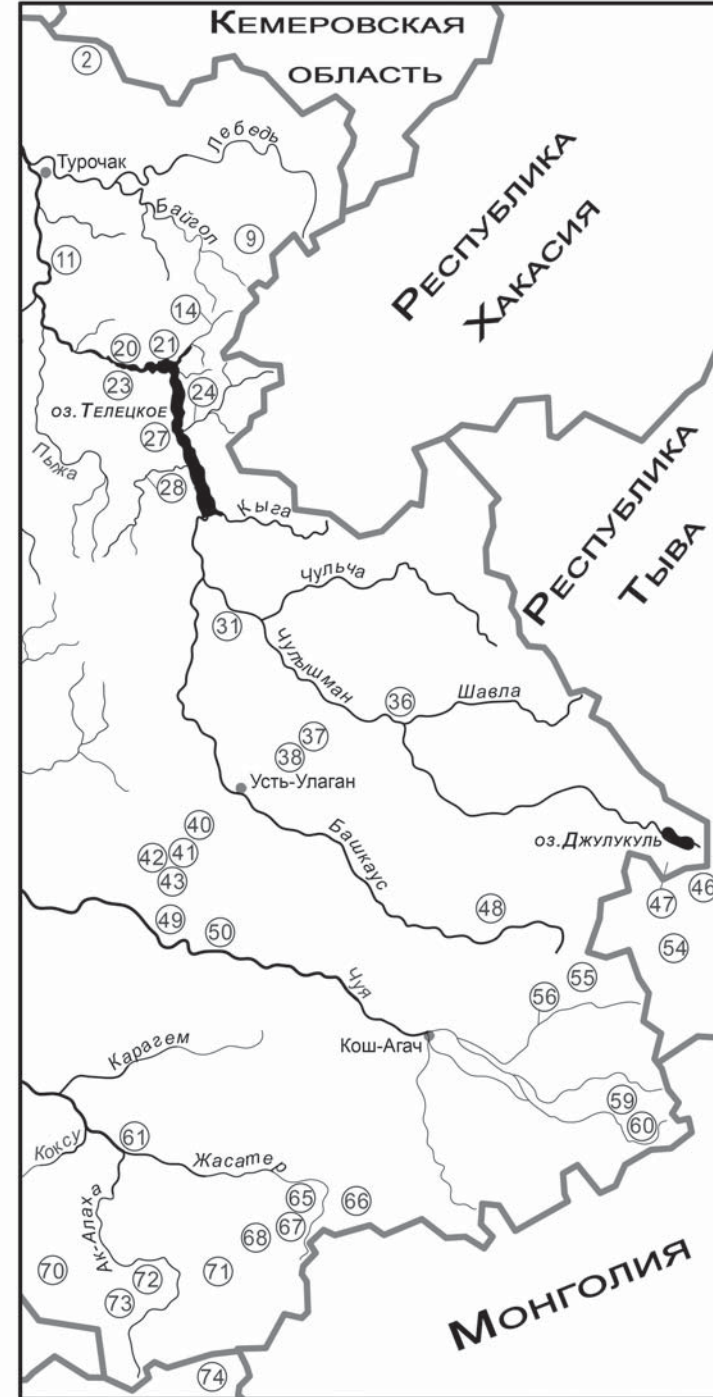 КЕМЕРОВСКАЯ
ОБЛАСТЬ
2
Лебедь
Турочак
Байгол
РЕСПУБЛИКА
ХАКАСИЯ
9
11
14
20
21
23
24
оз. ТЕЛЕЦКОЕ
27
Пыжа
28
Кыга
РЕСПУБЛИКА
ТЫВА
Чульча
31
Чулышман
36
Шавла
37
38
Усть-Улаган
40
41
42
43
Башкаус
оз. ДЖУЛУКУЛЬ
46
47
48
49
50
54
55
Чуя
56
Кош-Агач
Карагем
59
60
61
Коксу
Жасатер
65
66
67
68
Ак-Алаха
70
71
72
73
74
МОНГОЛИЯ